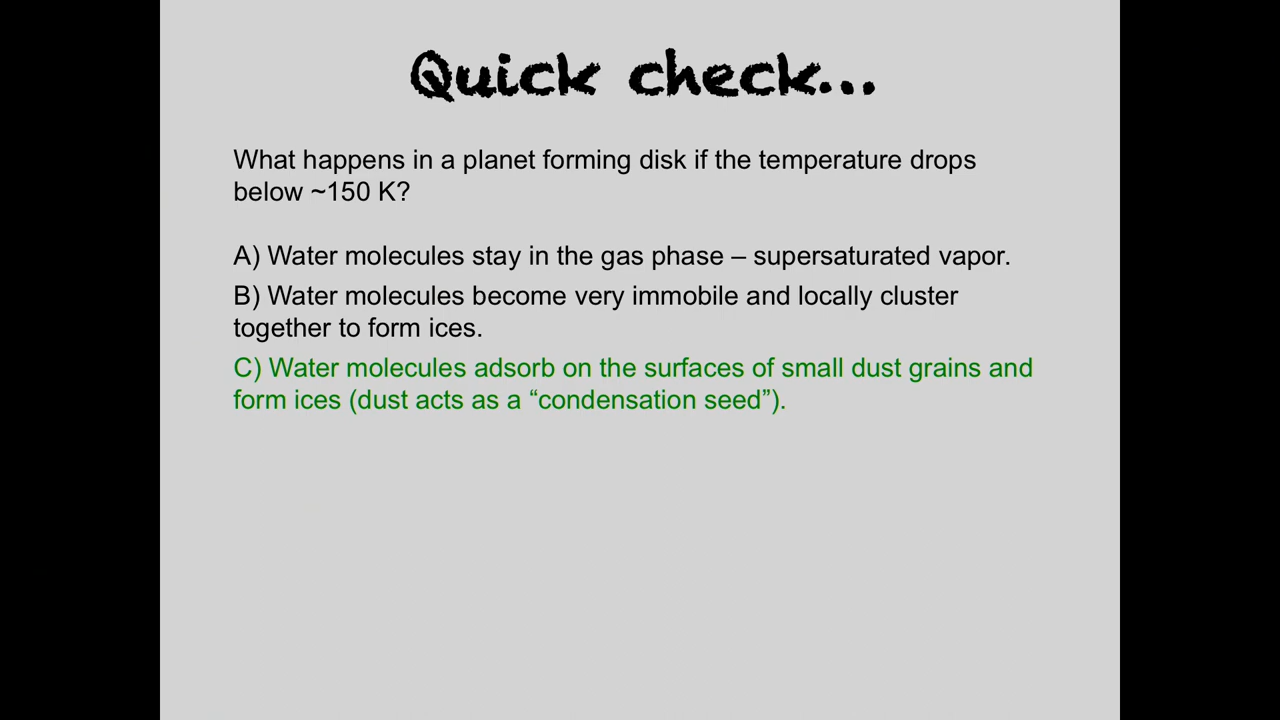 Quick check...
What happens in a planet forming disk if the temperature drops
below ~150 K?
A) Water molecules stay in the gas phase – supersaturated vapor.
B) Water molecules become very immobile and locally cluster
together to form ices.
C) Water molecules adsorb on the surfaces of small dust grains and
form ices (dust acts as a “condensation seed”).